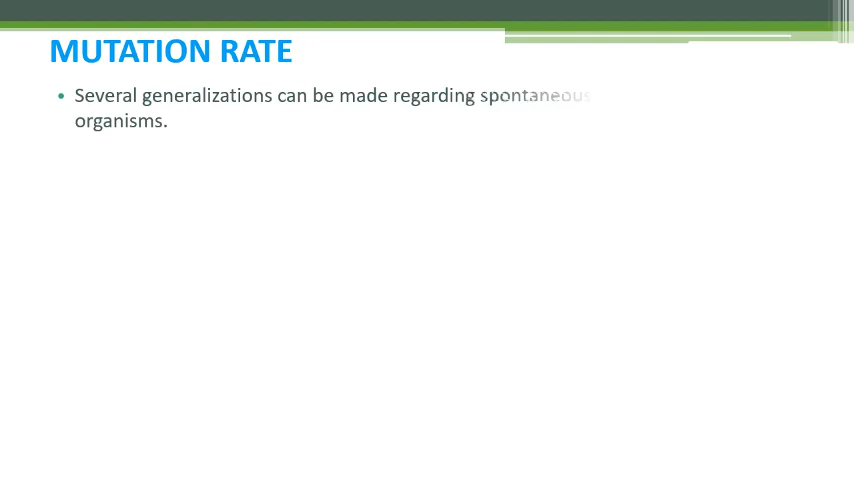 MUTATION RATE
• Several generalizations can be made regarding spontaneous
organisms.